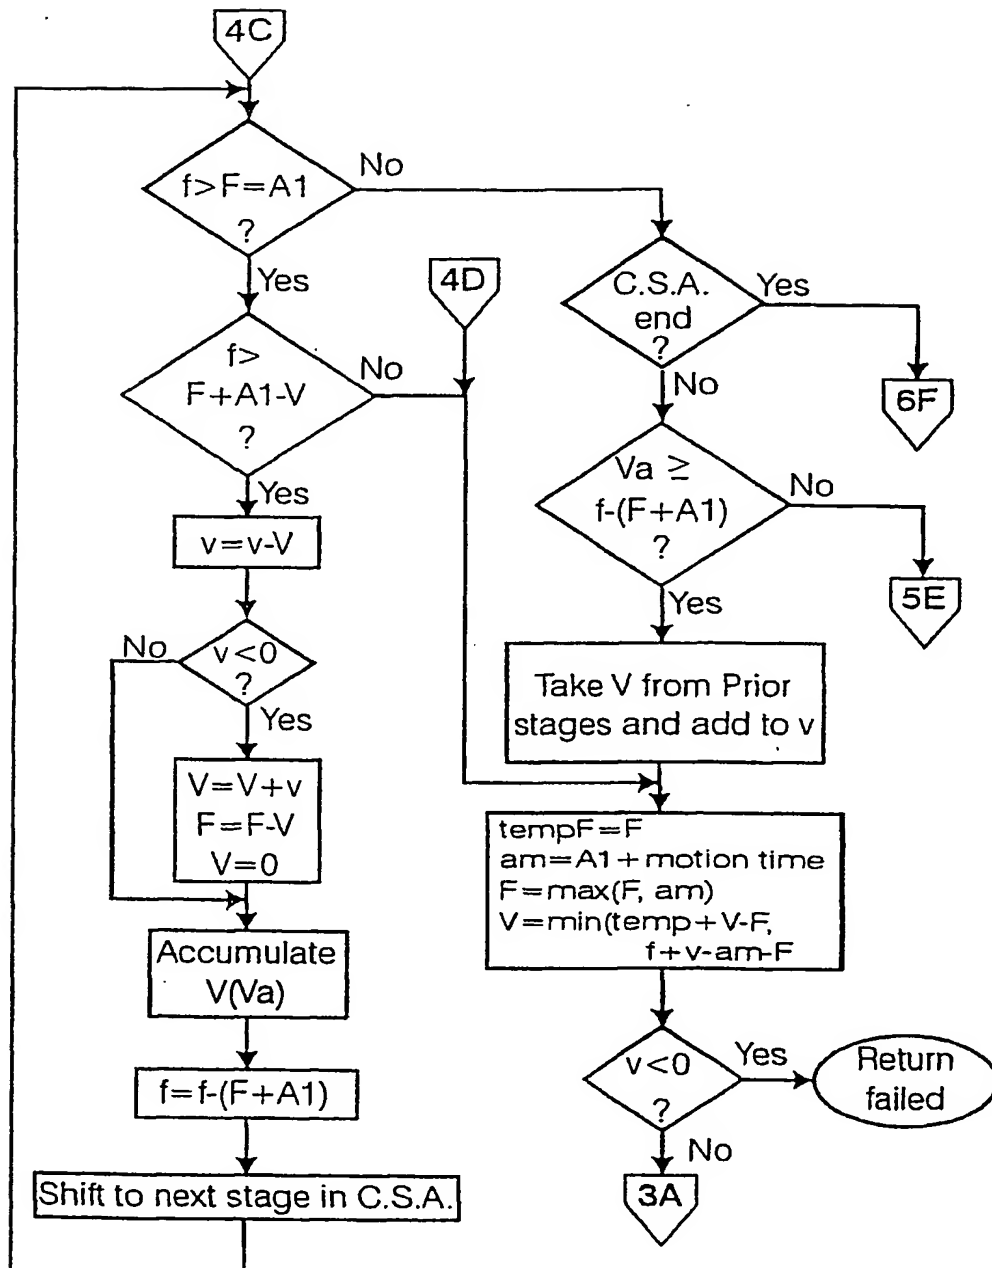 4C
f>F=A1
?
No
Yes
4D
C.S.A.
end
?
Yes
6F
No
f>
F+A1-V
?
No
Yes
Va ≥
f-(F+A1)
?
No
5E
Yes
v=v-V
v<0
?
No
Yes
Take V from Prior
stages and add to v
V=V+v
F=F-V
V=0
tempF=F
am=A1+motion time
F=max(F, am)
V=min(temp+V-F,
f+v-am-F
Accumulate
V(Va)
v<0
?
Yes
Return
failed
No
3A
f=f-(F+A1)
Shift to next stage in C.S.A.